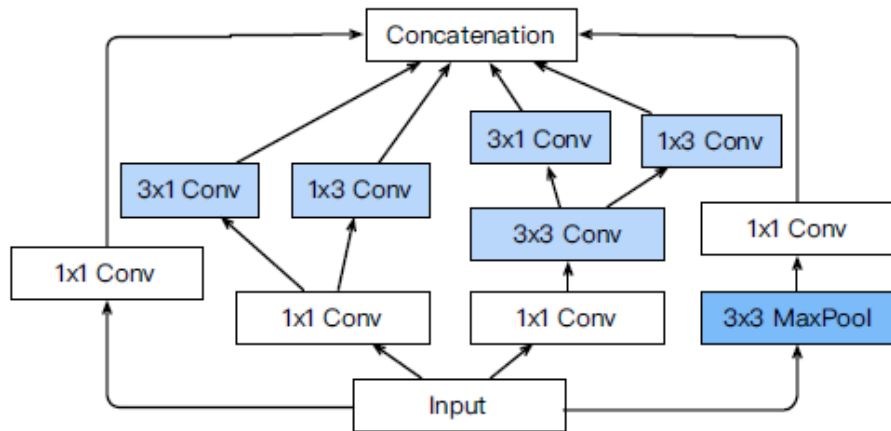 Concatenation
3x1 Conv
1x3 Conv
3x1 Conv
1x3 Conv
3x3 Conv
1x1 Conv
1x1 Conv
1x1 Conv
1x1 Conv
3x3 MaxPool
Input